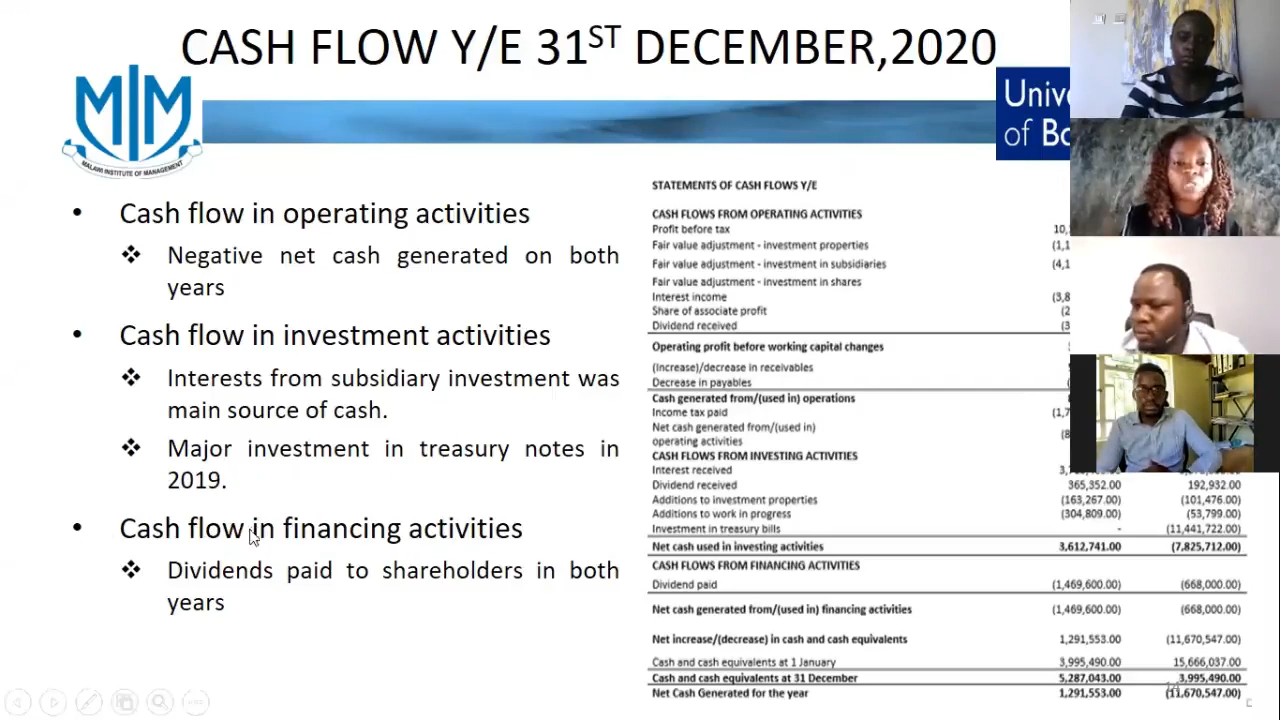 CASH FLOW Y/E 31ST DECEMBER,2020
MIM
MALAWI INSTITUTE OF MANAGEMENT
Unive
of Bo
• Cash flow in operating activities
❖ Negative net cash generated on both
years
• Cash flow in investment activities
❖ Interests from subsidiary investment was
main source of cash.
❖ Major investment in treasury notes in
2019.
• Cash flow in financing activities
❖ Dividends paid to shareholders in both
years
STATEMENTS OF CASH FLOWS Y/E
CASH FLOWS FROM OPERATING ACTIVITIES
Profit before tax 10,
Fair value adjustment - investment properties (1,1
Fair value adjustment - investment in subsidiaries (4,1
Fair value adjustment - investment in shares
Interest income (3,8
Share of associate profit (2
Dividend received (3
Operating profit before working capital changes
(Increase)/decrease in receivables
Decrease in payables
Cash generated from/(used in) operations
Income tax paid (1,7
Net cash generated from/(used in)
operating activities (8
CASH FLOWS FROM INVESTING ACTIVITIES
Interest received
Dividend received 365,352.00 192,932.00
Additions to investment properties (163,267.00) (101,476.00)
Additions to work in progress (304,809.00) (53,799.00)
Investment in treasury bills - (11,441,722.00)
Net cash used in investing activities 3,612,741.00 (7,825,712.00)
CASH FLOWS FROM FINANCING ACTIVITIES
Dividend paid (1,469,600.00) (668,000.00)
Net cash generated from/(used in) financing activities (1,469,600.00) (668,000.00)
Net increase/(decrease) in cash and cash equivalents 1,291,553.00 (11,670,547.00)
Cash and cash equivalents at 1 January 3,995,490.00 15,666,037.00
Cash and cash equivalents at 31 December 5,287,043.00 3,995,490.00
Net Cash Generated for the year 1,291,553.00 (11,670,547.00)